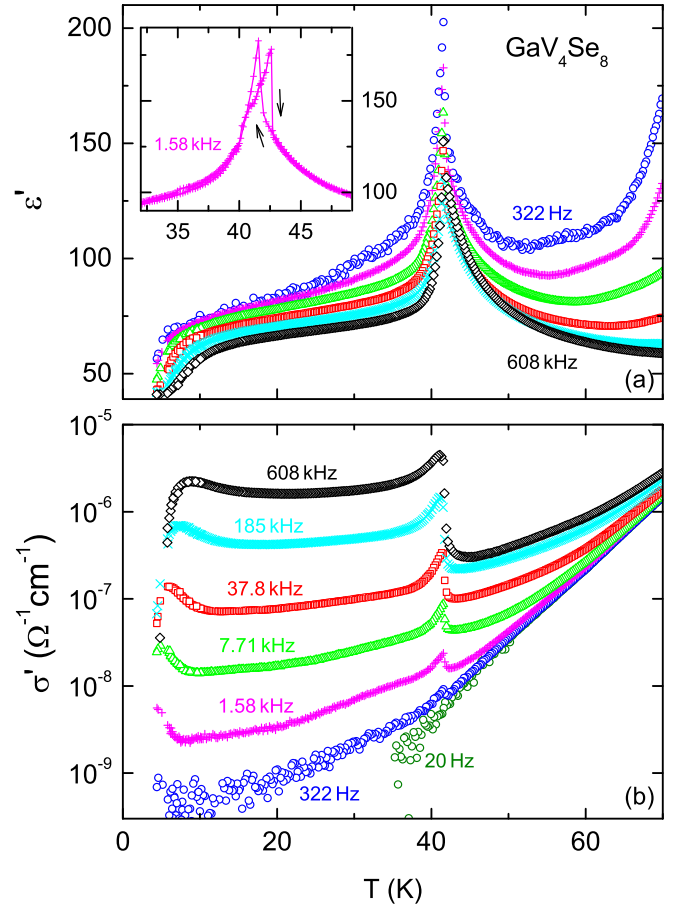 200
150
100
50
ε'
GaV₄Se₈
1.58 kHz
150
100
35 40 45
322 Hz
608 kHz
(a)
10⁻⁵
10⁻⁶
10⁻⁷
10⁻⁸
10⁻⁹
σ' (Ω⁻¹cm⁻¹)
608 kHz
185 kHz
37.8 kHz
7.71 kHz
1.58 kHz
20 Hz
322 Hz
(b)
0 20 40 60
T (K)